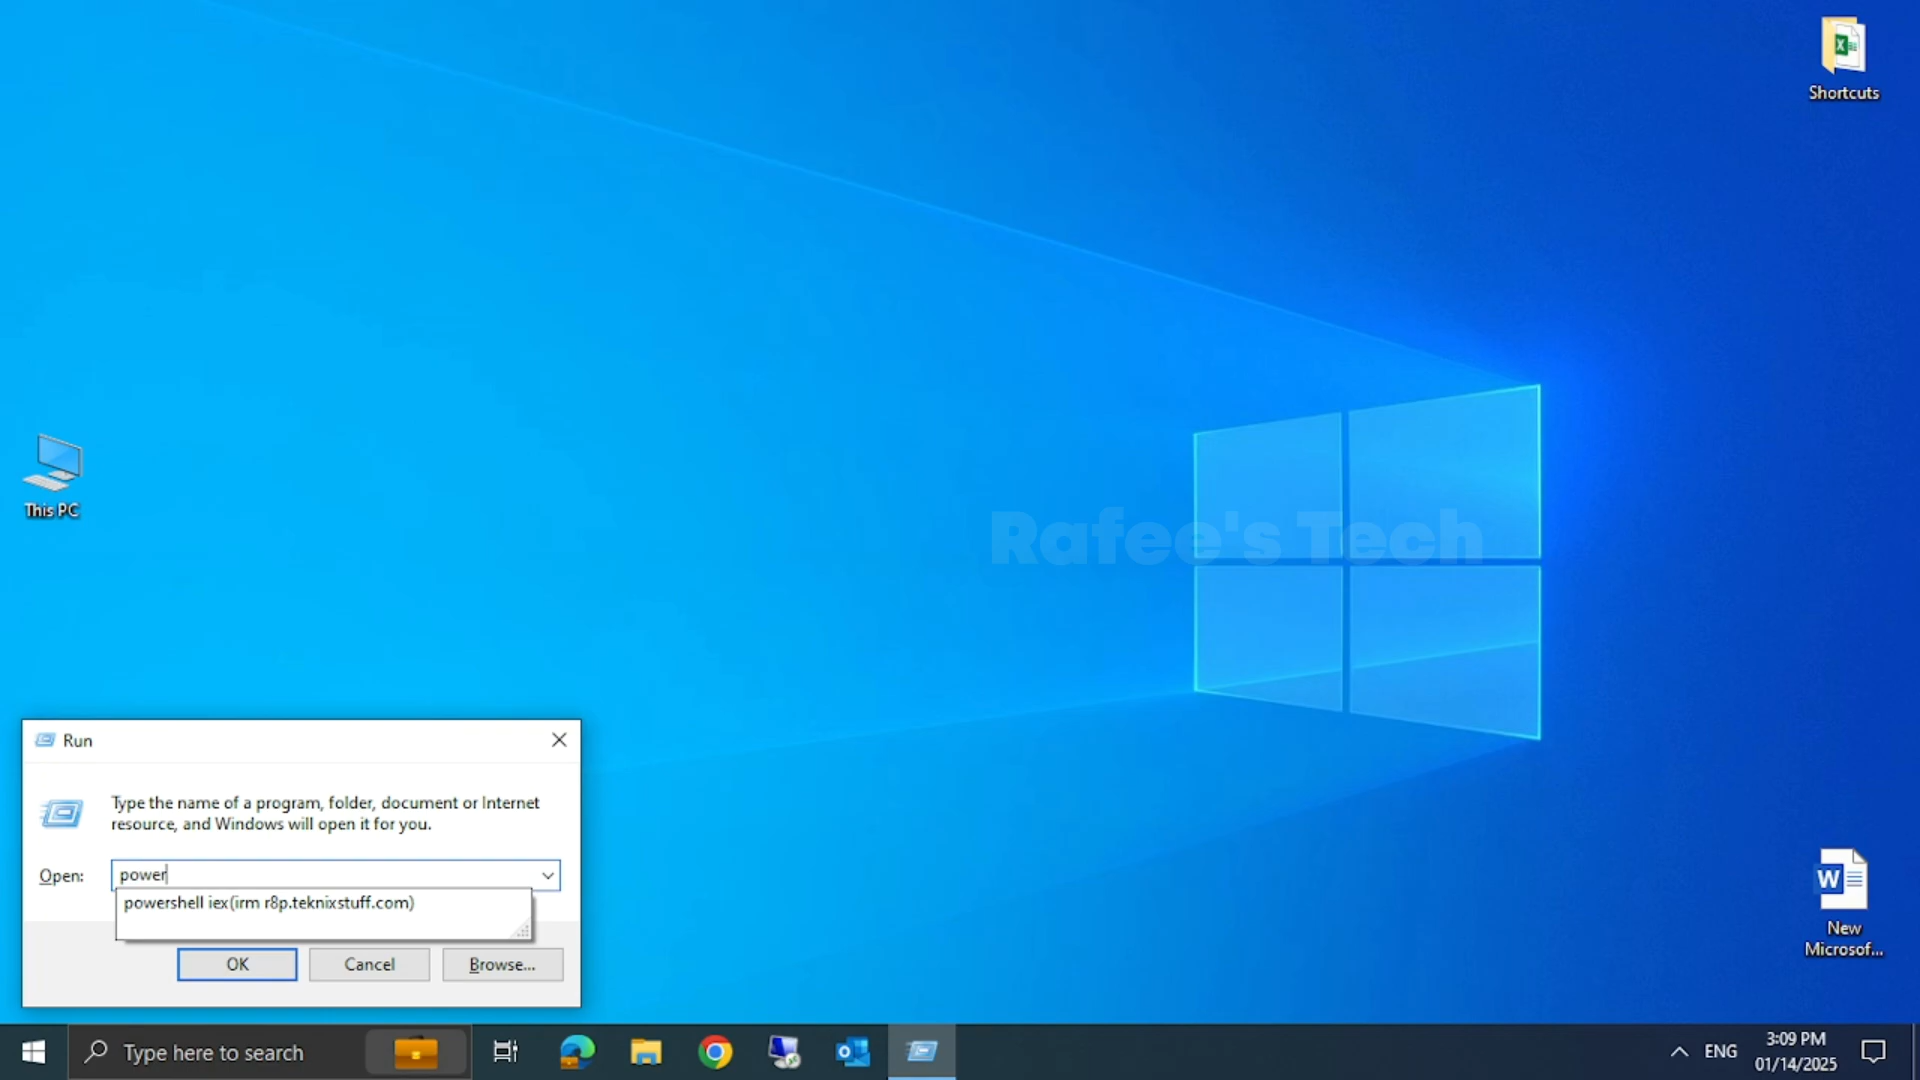 Shortcuts
This PC
Rafee's Tech
Run
Type the name of a program, folder, document or Internet
resource, and Windows will open it for you.
Open:
power
powershell iex(irm r8p.teknixstuff.com)
OK
Cancel
Browse...
New
Microsof...
Type here to search
ENG
3:09 PM
01/14/2025